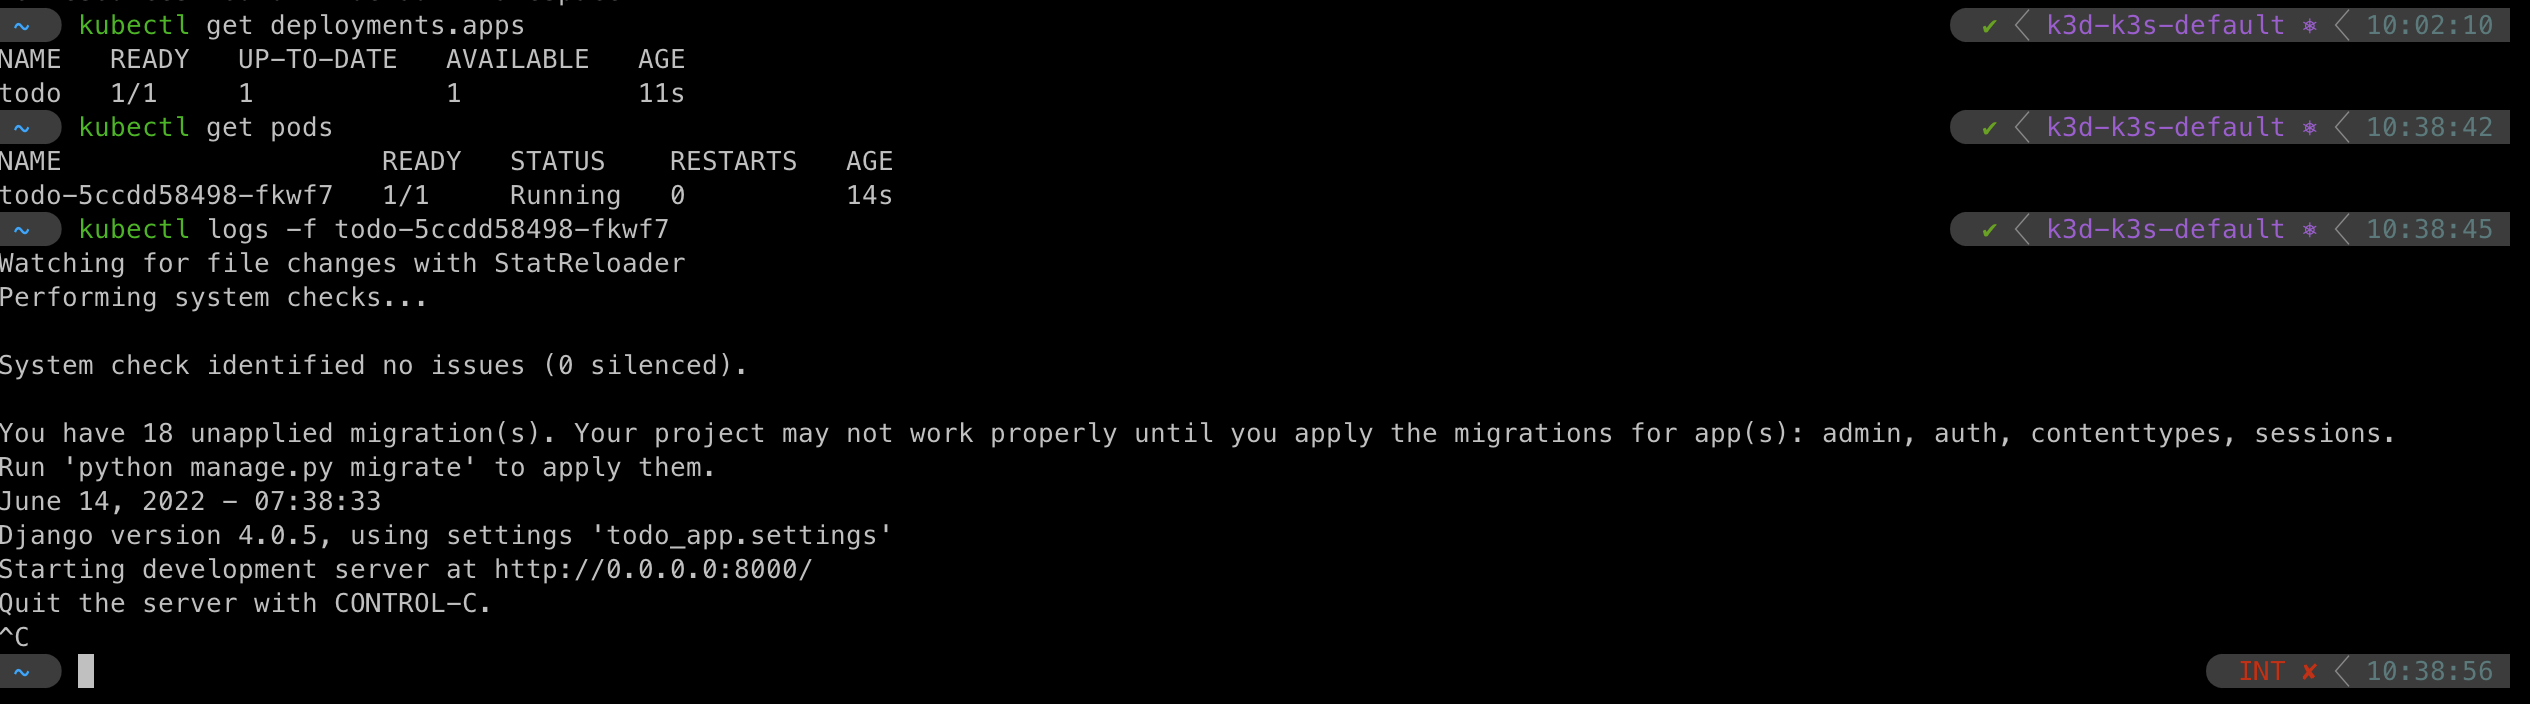 ~ kubectl get deployments.apps ✔ k3d-k3s-default ⎈ 10:02:10
NAME READY UP-TO-DATE AVAILABLE AGE
todo 1/1 1 1 11s
~ kubectl get pods ✔ k3d-k3s-default ⎈ 10:38:42
NAME READY STATUS RESTARTS AGE
todo-5ccdd58498-fkwf7 1/1 Running 0 14s
~ kubectl logs -f todo-5ccdd58498-fkwf7 ✔ k3d-k3s-default ⎈ 10:38:45
Watching for file changes with StatReloader
Performing system checks...
System check identified no issues (0 silenced).
You have 18 unapplied migration(s). Your project may not work properly until you apply the migrations for app(s): admin, auth, contenttypes, sessions.
Run 'python manage.py migrate' to apply them.
June 14, 2022 - 07:38:33
Django version 4.0.5, using settings 'todo_app.settings'
Starting development server at http://0.0.0.0:8000/
Quit the server with CONTROL-C.
^C
~ INT ✘ 10:38:56